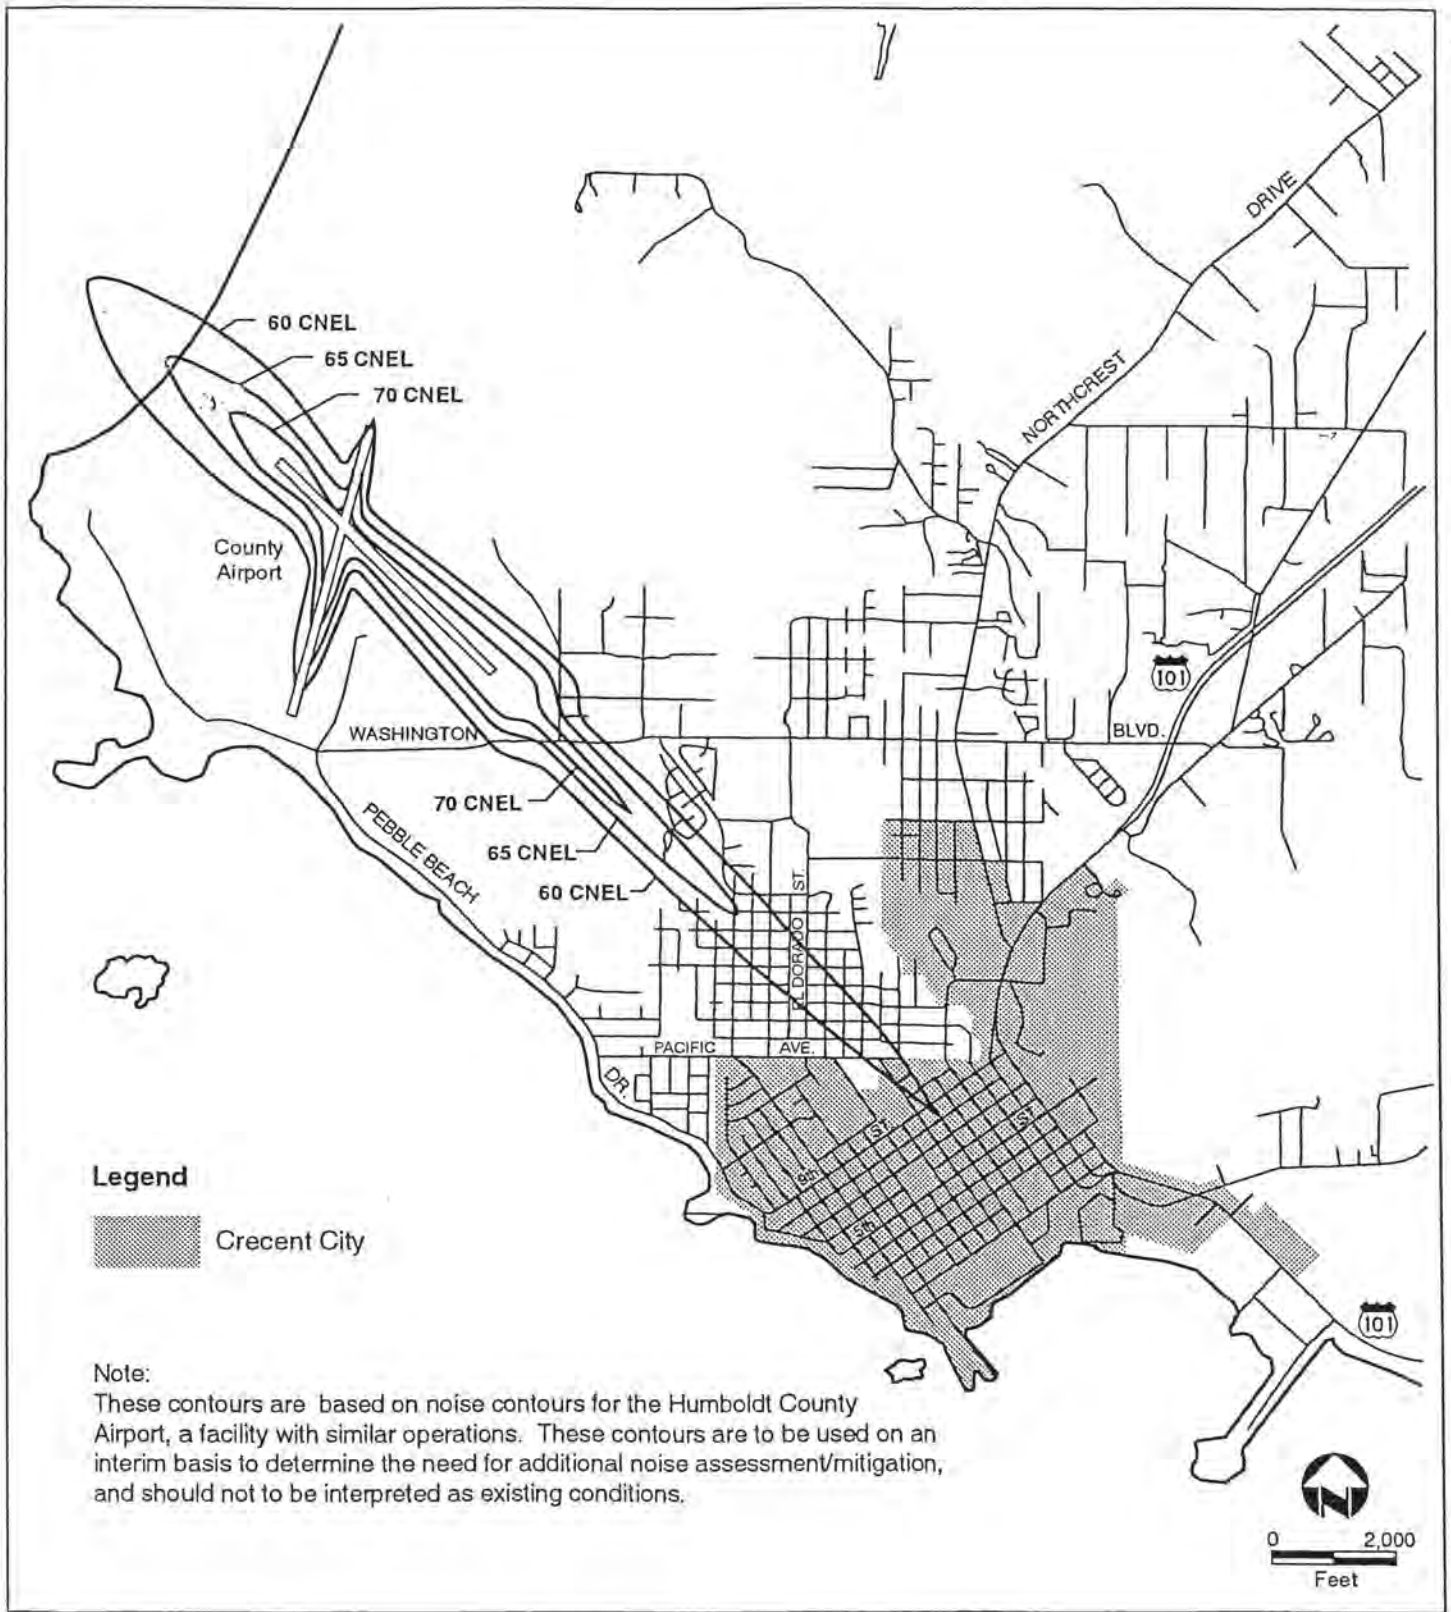 DRIVE
NORTHCREST
60 CNEL
65 CNEL
70 CNEL
County
Airport
101
WASHINGTON
BLVD.
70 CNEL
65 CNEL
60 CNEL
PEBBLE BEACH
DR.
EL DORADO ST.
PACIFIC AVE.
9th ST
5th ST
Legend
Crecent City
101
Note:
These contours are based on noise contours for the Humboldt County
Airport, a facility with similar operations. These contours are to be used on an
interim basis to determine the need for additional noise assessment/mitigation,
and should not to be interpreted as existing conditions.
N
0 2,000
Feet